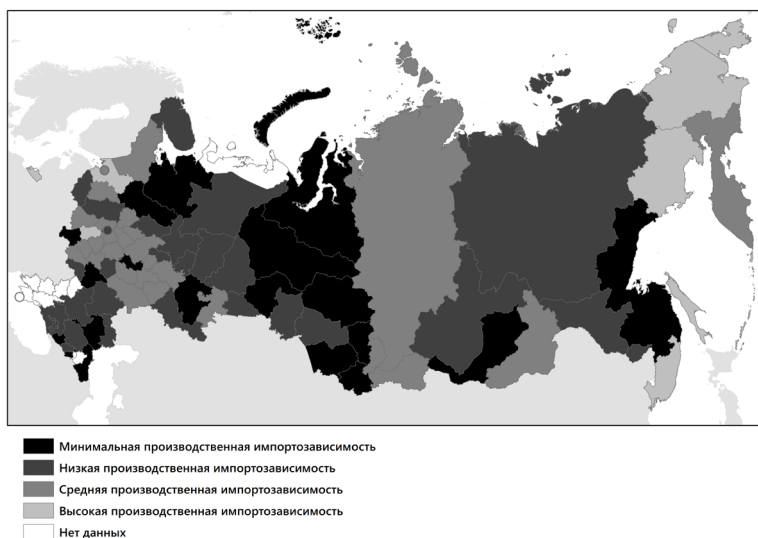 Минимальная производственная импортозависимость
Низкая производственная импортозависимость
Средняя производственная импортозависимость
Высокая производственная импортозависимость
Нет данных